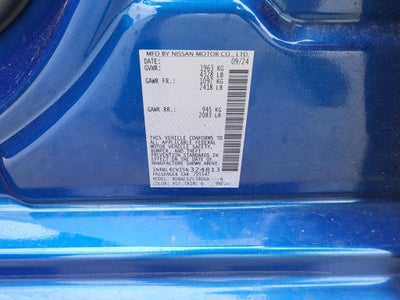 MFD BY NISSAN MOTOR CO., LTD.
DATE: 09/24
GVWR: 1963 KG
4328 LB
GAWR FR: 1097 KG
2418 LB
GAWR RR: 945 KG
2083 LB
THIS VEHICLE CONFORMS TO
ALL APPLICABLE FEDERAL
MOTOR VEHICLE SAFETY,
BUMPER, AND THEFT
PREVENTION STANDARDS IN
EFFECT ON THE DATE OF
MANUFACTURE SHOWN ABOVE.
PASSENGER CAR
COLOR: TRIM: G